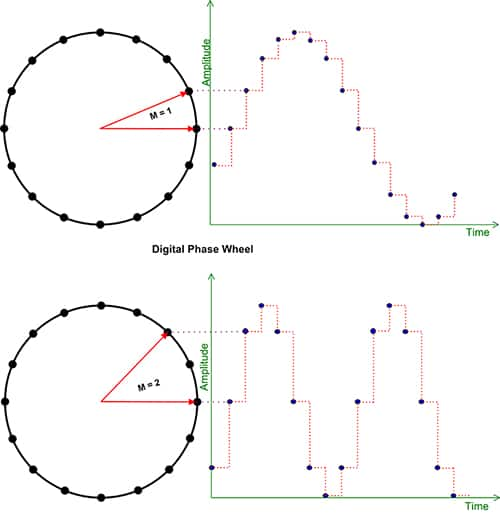 Amplitude
M = 1
Time
Digital Phase Wheel
Amplitude
M = 2
Time